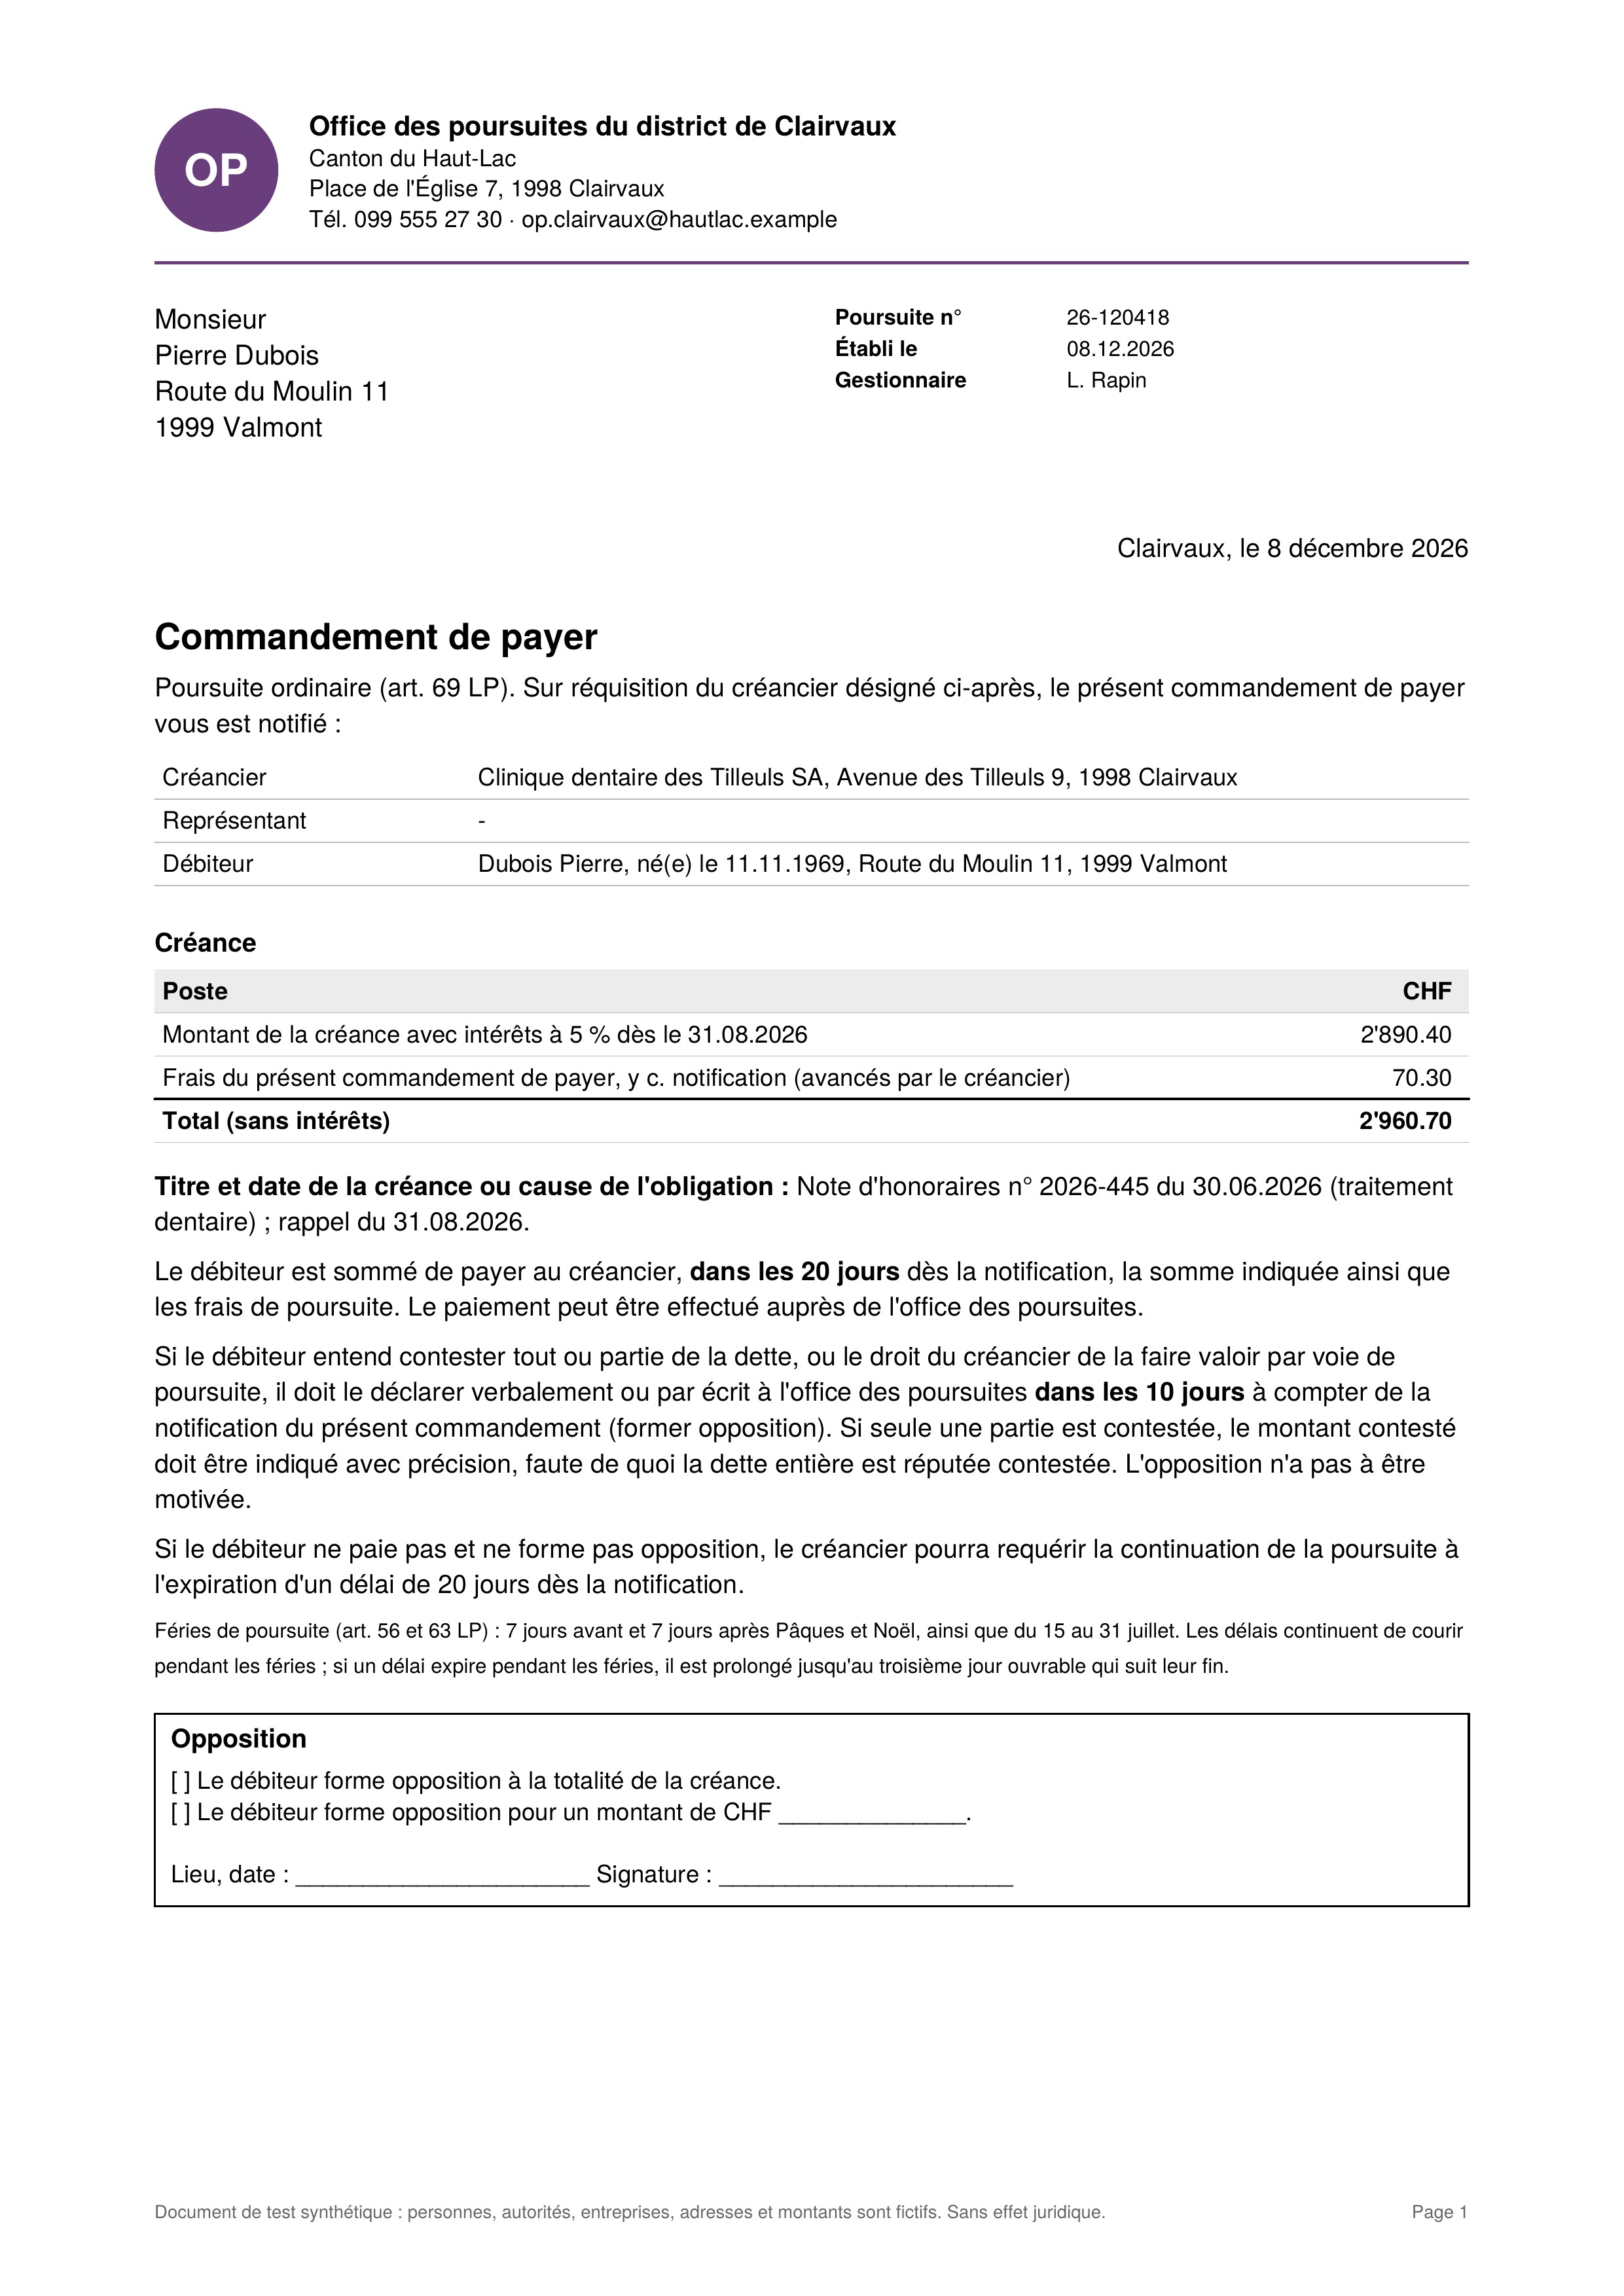 OP
Office des poursuites du district de Clairvaux
Canton du Haut-Lac
Place de l'Église 7, 1998 Clairvaux
Tél. 099 555 27 30 · op.clairvaux@hautlac.example
Monsieur
Pierre Dubois
Route du Moulin 11
1999 Valmont
Poursuite n° 26-120418
Établi le 08.12.2026
Gestionnaire L. Rapin
Clairvaux, le 8 décembre 2026
Commandement de payer
Poursuite ordinaire (art. 69 LP). Sur réquisition du créancier désigné ci-après, le présent commandement de payer
vous est notifié :
Créancier Clinique dentaire des Tilleuls SA, Avenue des Tilleuls 9, 1998 Clairvaux
Représentant -
Débiteur Dubois Pierre, né(e) le 11.11.1969, Route du Moulin 11, 1999 Valmont
Créance
Poste CHF
Montant de la créance avec intérêts à 5 % dès le 31.08.2026 2'890.40
Frais du présent commandement de payer, y c. notification (avancés par le créancier) 70.30
Total (sans intérêts) 2'960.70
Titre et date de la créance ou cause de l'obligation : Note d'honoraires n° 2026-445 du 30.06.2026 (traitement
dentaire) ; rappel du 31.08.2026.
Le débiteur est sommé de payer au créancier, dans les 20 jours dès la notification, la somme indiquée ainsi que
les frais de poursuite. Le paiement peut être effectué auprès de l'office des poursuites.
Si le débiteur entend contester tout ou partie de la dette, ou le droit du créancier de la faire valoir par voie de
poursuite, il doit le déclarer verbalement ou par écrit à l'office des poursuites dans les 10 jours à compter de la
notification du présent commandement (former opposition). Si seule une partie est contestée, le montant contesté
doit être indiqué avec précision, faute de quoi la dette entière est réputée contestée. L'opposition n'a pas à être
motivée.
Si le débiteur ne paie pas et ne forme pas opposition, le créancier pourra requérir la continuation de la poursuite à
l'expiration d'un délai de 20 jours dès la notification.
Féries de poursuite (art. 56 et 63 LP) : 7 jours avant et 7 jours après Pâques et Noël, ainsi que du 15 au 31 juillet. Les délais continuent de courir
pendant les féries ; si un délai expire pendant les féries, il est prolongé jusqu'au troisième jour ouvrable qui suit leur fin.
Opposition
[ ] Le débiteur forme opposition à la totalité de la créance.
[ ] Le débiteur forme opposition pour un montant de CHF ______________.
Lieu, date : ______________________ Signature : ______________________
Document de test synthétique : personnes, autorités, entreprises, adresses et montants sont fictifs. Sans effet juridique. Page 1